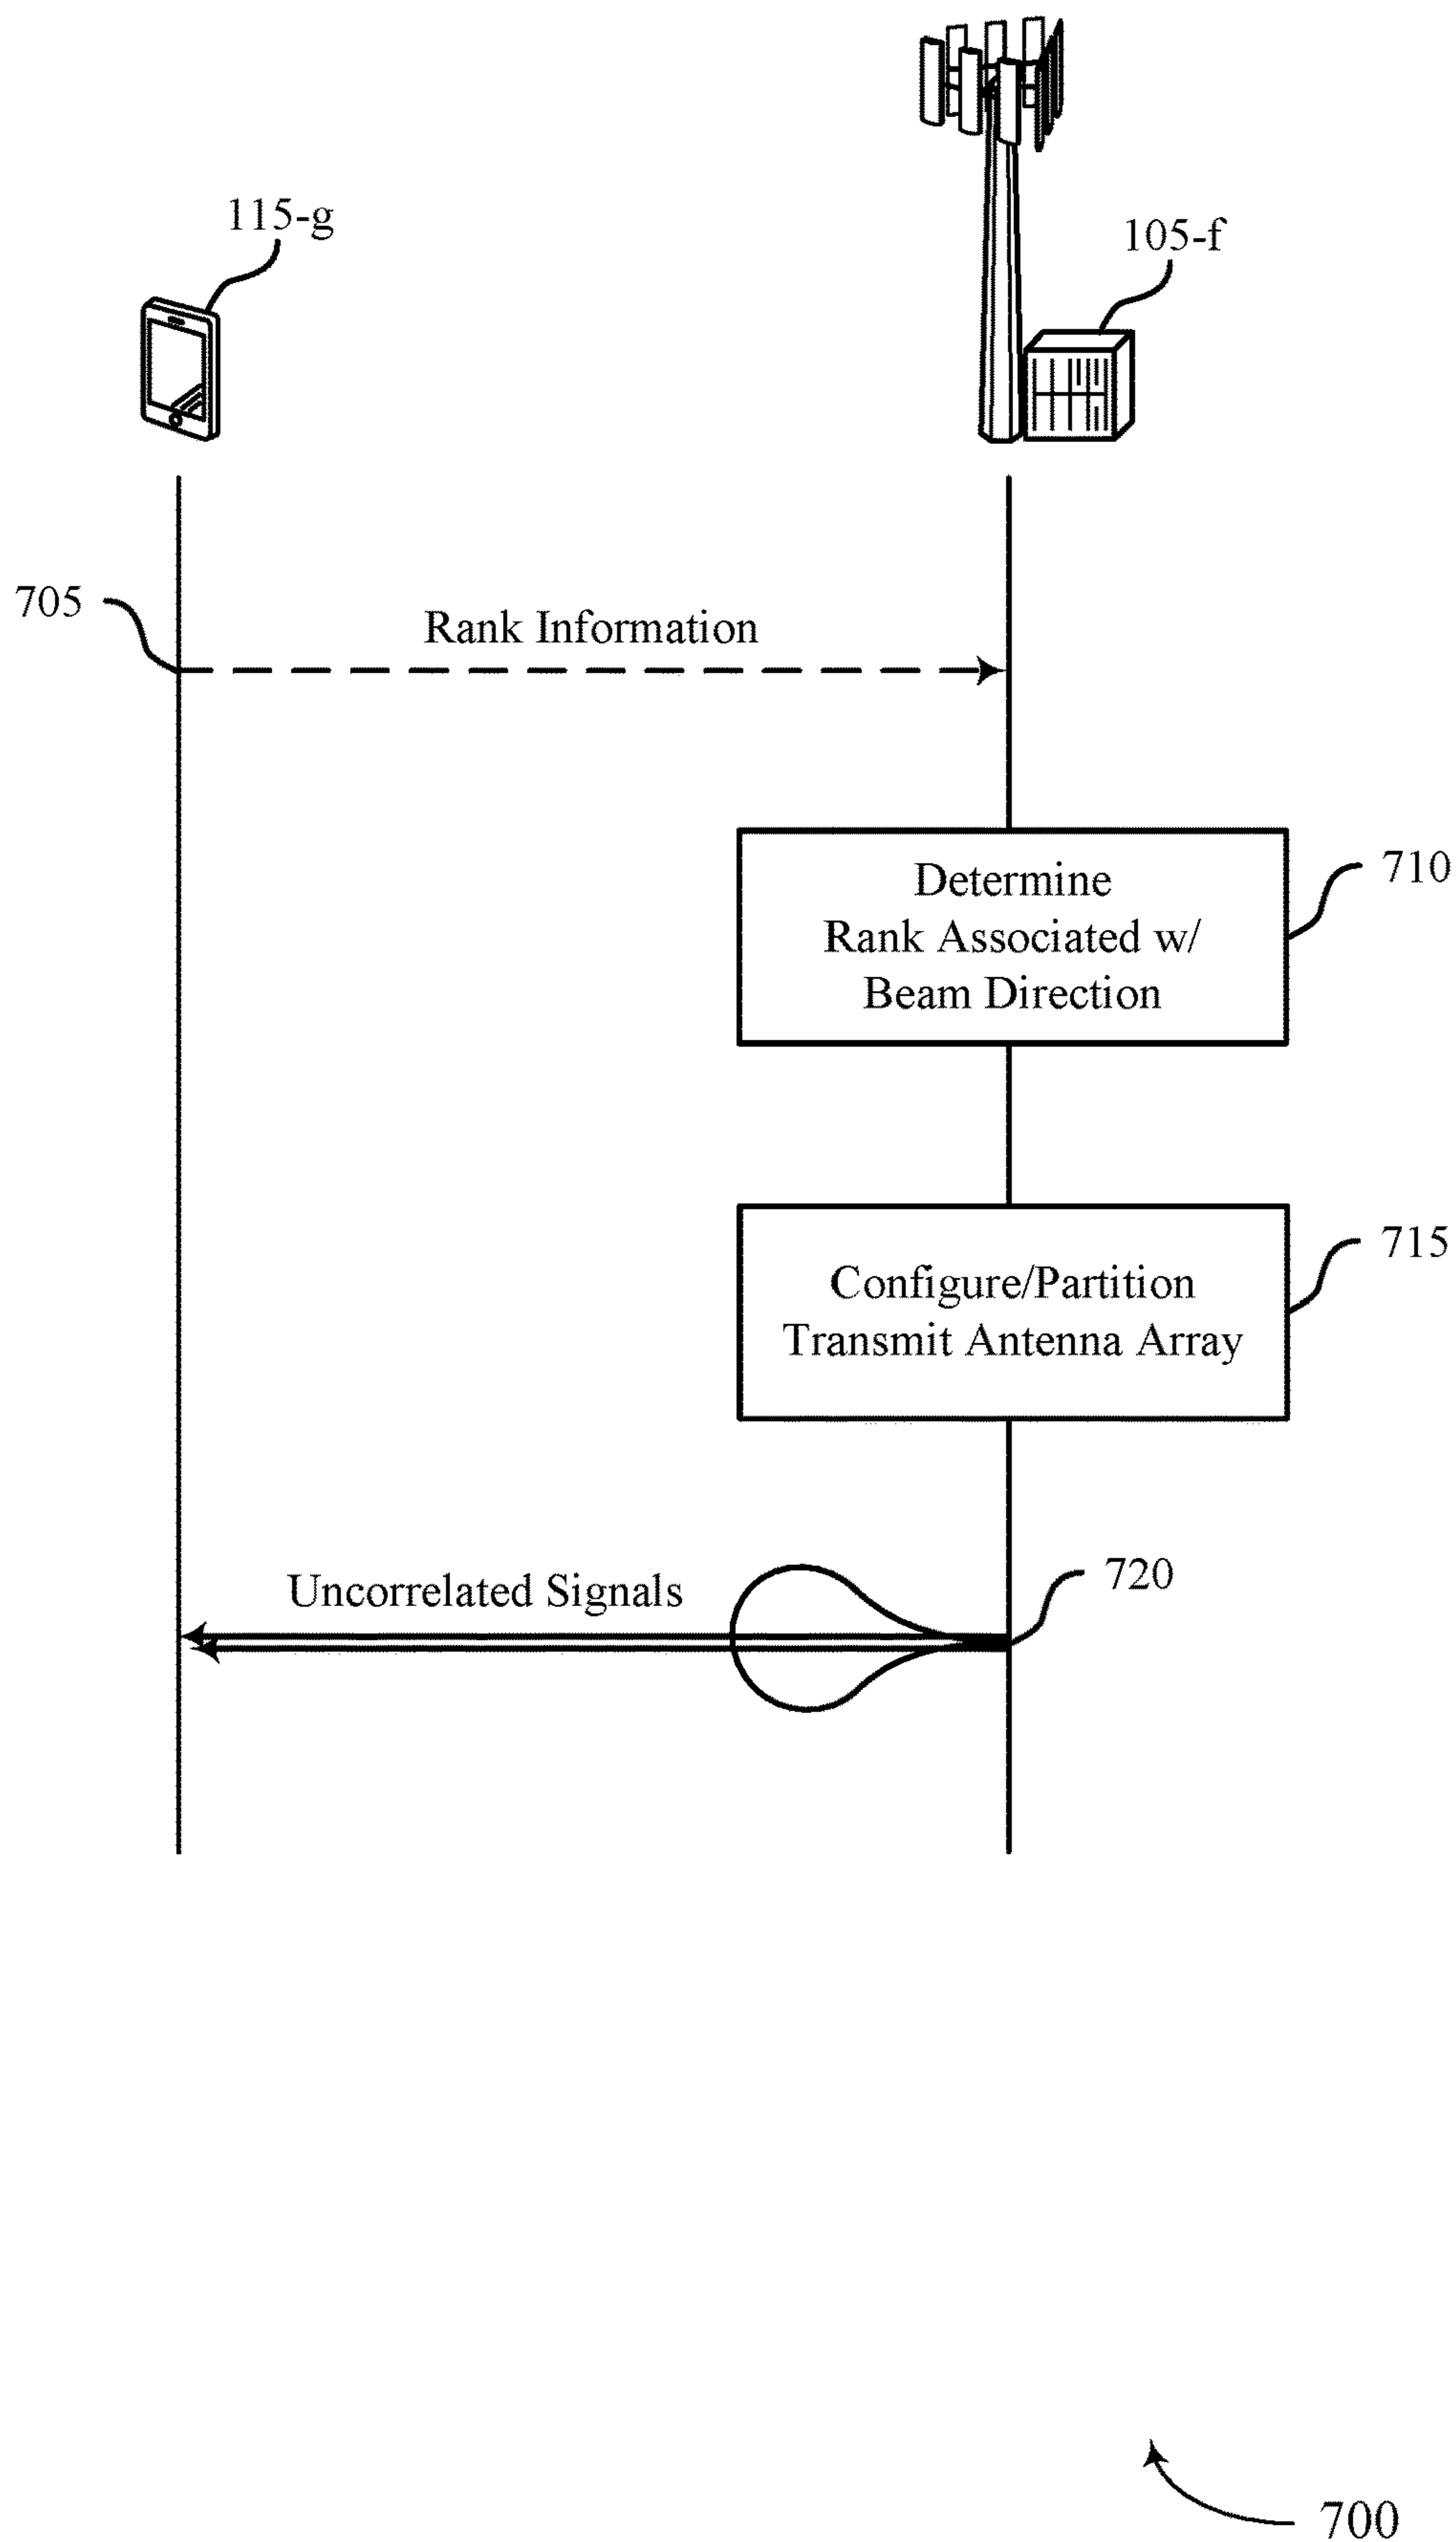 115-g
105-f
705
Rank Information
Determine
Rank Associated w/
Beam Direction
710
Configure/Partition
Transmit Antenna Array
715
Uncorrelated Signals
720
700